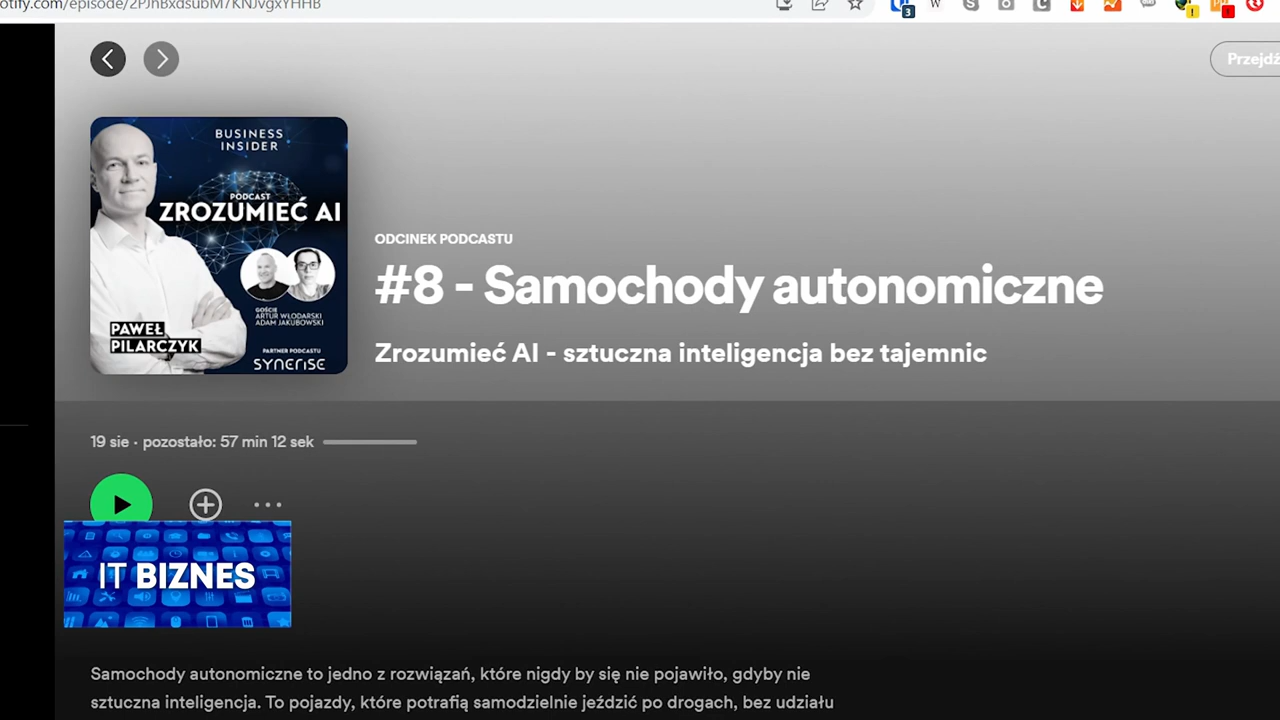 otify.com/episode/2PJnBxdsubM7KNJvgxYHHB
3
W
Przejdź
BUSINESS
INSIDER
PODCAST
ZROZUMIEĆ AI
GOŚCIE
ARTUR WŁODARSKI
ADAM JAKUBOWSKI
PAWEŁ
PILARCZYK
PARTNER PODCASTU
SYNERISE
ODCINEK PODCASTU
#8 - Samochody autonomiczne
Zrozumieć AI - sztuczna inteligencja bez tajemnic
19 sie · pozostało: 57 min 12 sek
IT BIZNES
Samochody autonomiczne to jedno z rozwiązań, które nigdy by się nie pojawiło, gdyby nie
sztuczna inteligencja. To pojazdy, które potrafią samodzielnie jeździć po drogach, bez udziału